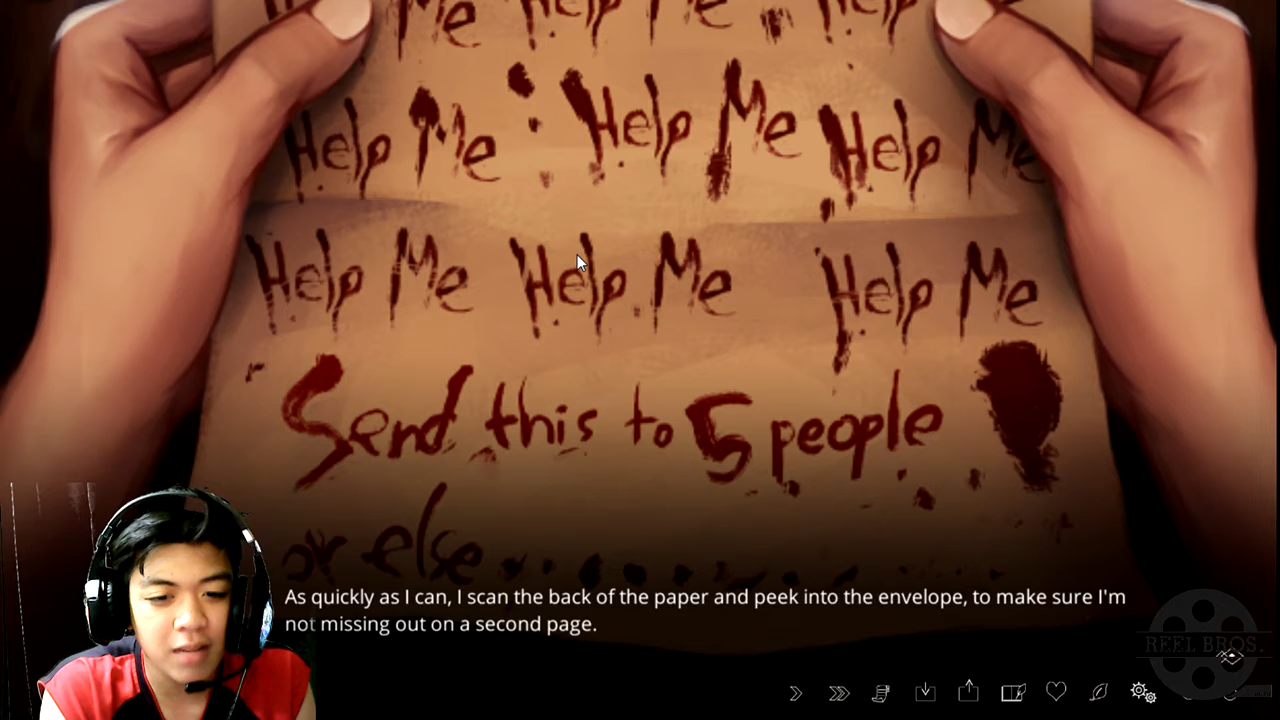 Help Me Help Me Help
Help Me Help Me Help Me
Help Me Help Me Help Me
Send this to 5 people
or else
As quickly as I can, I scan the back of the paper and peek into the envelope, to make sure I'm
not missing out on a second page.
REEL BROS.